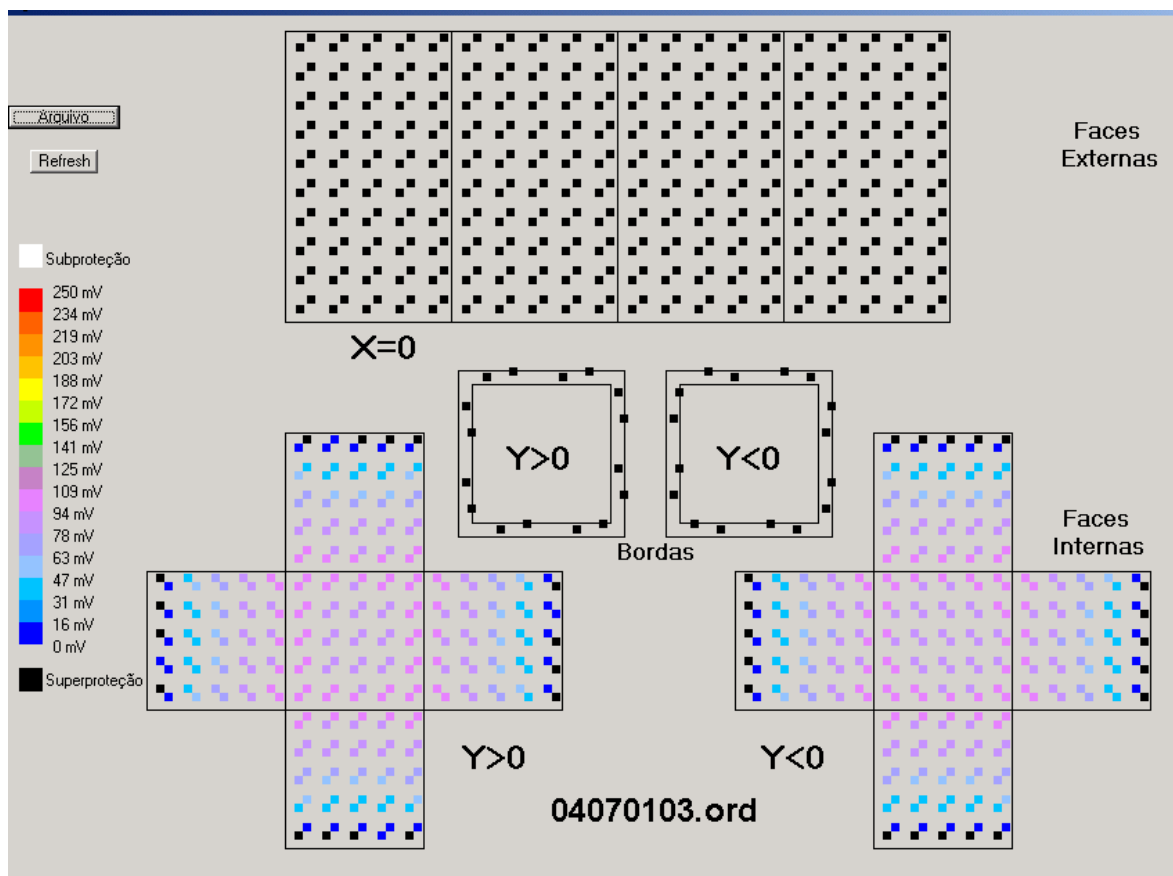 Arquivo
Refresh
Faces
Externas
X=0
Subproteção
250 mV
234 mV
219 mV
203 mV
188 mV
172 mV
156 mV
141 mV
125 mV
109 mV
94 mV
78 mV
63 mV
47 mV
31 mV
16 mV
0 mV
Superproteção
Y>0
Y<0
Bordas
Faces
Internas
Y>0
Y<0
04070103.ord